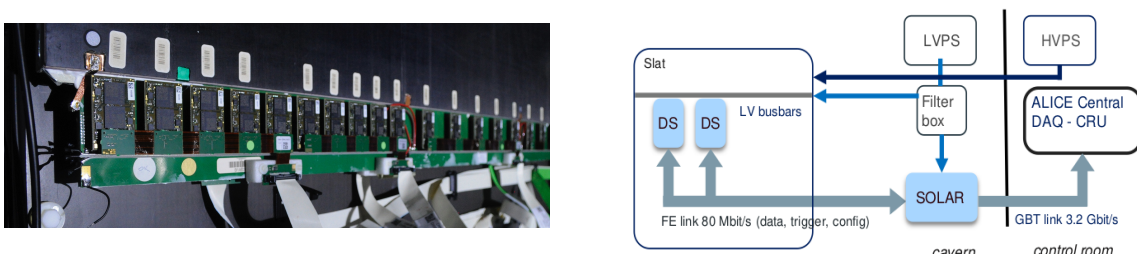 LVPS
HVPS
Slat
LV busbars
Filter
box
ALICE Central
DAQ - CRU
DS
DS
SOLAR
FE link 80 Mbit/s (data, trigger, config)
GBT link 3.2 Gbit/s
cavern
control room